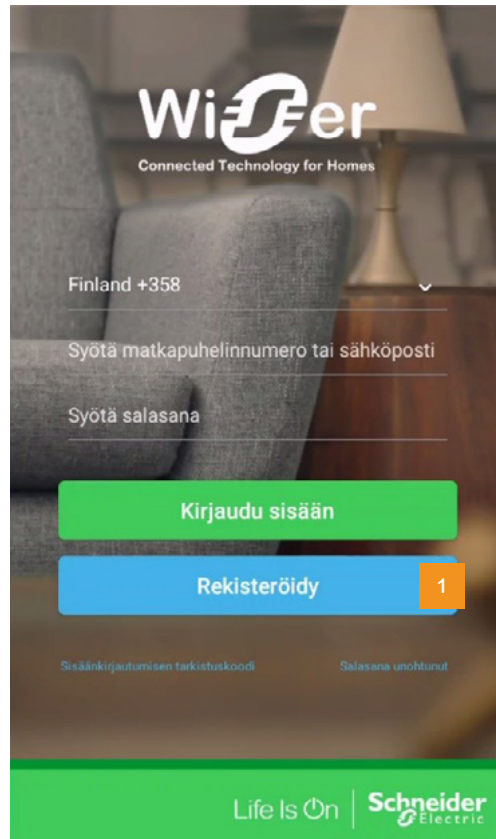 Wiser
Connected Technology for Homes
Finland +358
Syötä matkapuhelinnumero tai sähköposti
Syötä salasana
Kirjaudu sisään
Rekisteröidy 1
Sisäänkirjautumisen tarkistuskoodi Salasana unohtunut
Life Is On Schneider Electric